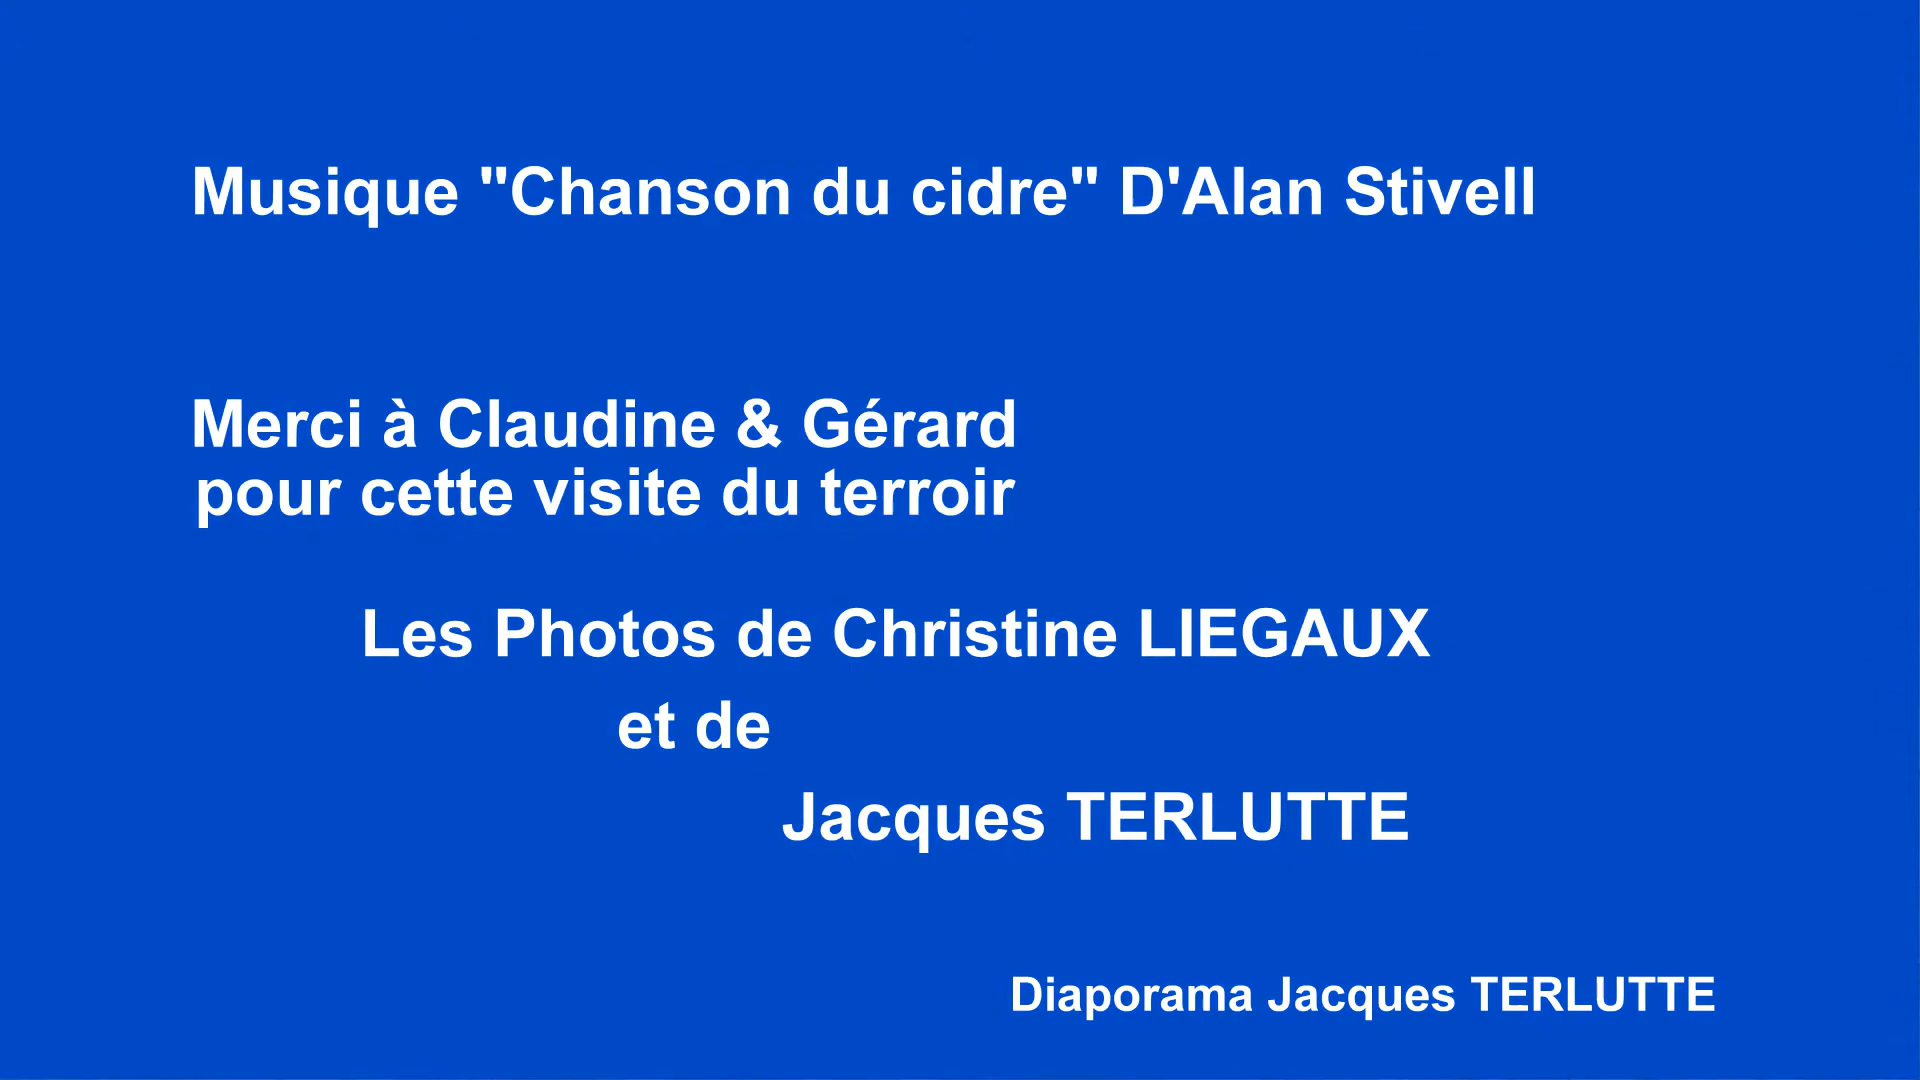 Musique "Chanson du cidre" D'Alan Stivell
Merci à Claudine & Gérard
pour cette visite du terroir
Les Photos de Christine LIEGAUX
et de
Jacques TERLUTTE
Diaporama Jacques TERLUTTE